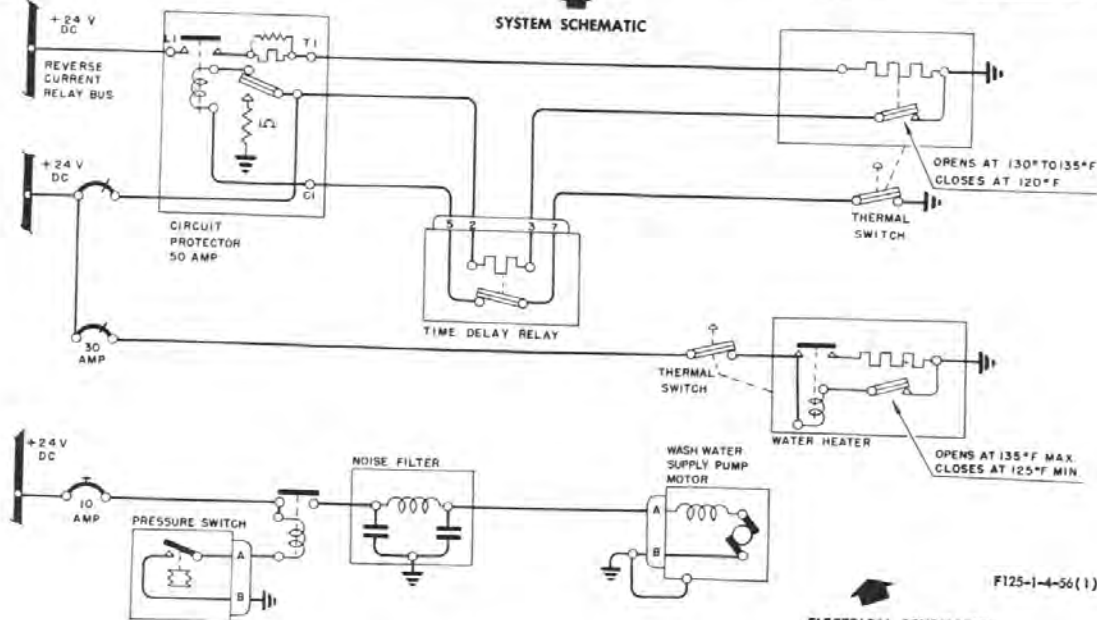 SYSTEM SCHEMATIC
+24 V
DC
L1
T1
REVERSE
CURRENT
RELAY BUS
1Ω
+24 V
DC
C1
CIRCUIT
PROTECTOR
50 AMP
5 2 3 7
TIME DELAY RELAY
OPENS AT 130° TO 135°F
CLOSES AT 120°F
THERMAL
SWITCH
30
AMP
THERMAL
SWITCH
WATER HEATER
OPENS AT 135°F MAX.
CLOSES AT 125°F MIN.
+24V
DC
10
AMP
PRESSURE SWITCH
A
B
NOISE FILTER
WASH WATER
SUPPLY PUMP
MOTOR
A
B
F125-1-4-56(1)